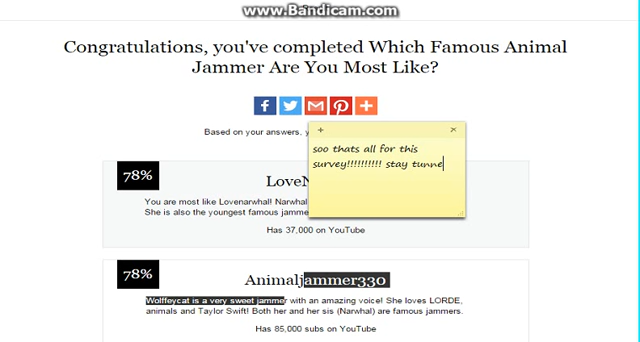 www.Bandicam.com
Congratulations, you've completed Which Famous Animal
Jammer Are You Most Like?
Based on your answers, y
soo thats all for this
survey!!!!!!!!!! stay tunne
78%
LoveN
You are most like Lovenarwhal! Narwhal
She is also the youngest famous jamme
Has 37,000 on YouTube
78%
Animaljammer330
Wolffeycat is a very sweet jammer with an amazing voice! She loves LORDE,
animals and Taylor Swift! Both her and her sis (Narwhal) are famous jammers.
Has 85,000 subs on YouTube